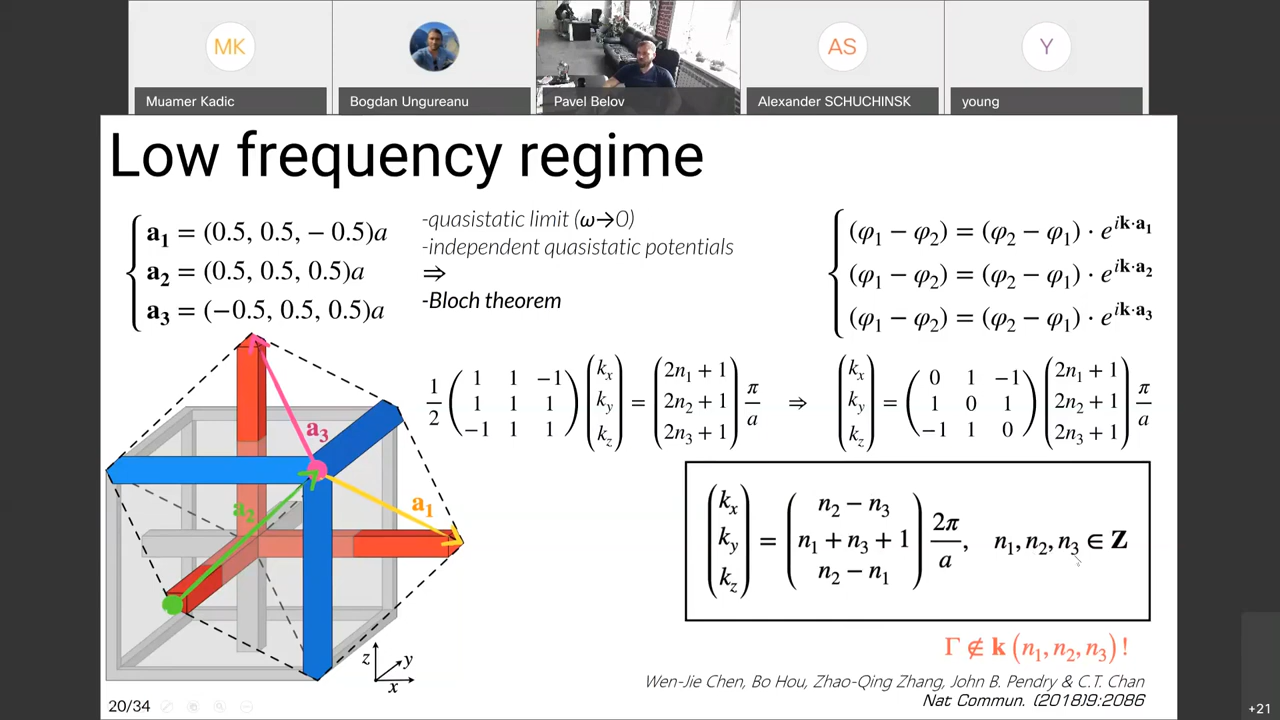 MK
AS
Y
Muamer Kadic
Bogdan Ungureanu
Pavel Belov
Alexander SCHUCHINSK
young
Low frequency regime
a₁ = (0.5, 0.5, − 0.5)a
a₂ = (0.5, 0.5, 0.5)a
a₃ = (−0.5, 0.5, 0.5)a
-quasistatic limit (ω→0)
-independent quasistatic potentials
⇒
-Bloch theorem
(φ₁ − φ₂) = (φ₂ − φ₁) · e^{ik·a₁}
(φ₁ − φ₂) = (φ₂ − φ₁) · e^{ik·a₂}
(φ₁ − φ₂) = (φ₂ − φ₁) · e^{ik·a₃}
1/2 (1 1 −1; 1 1 1; −1 1 1) (kₓ; k_y; k_z) = (2n₁ + 1; 2n₂ + 1; 2n₃ + 1) π/a ⇒ (kₓ; k_y; k_z) = (0 1 −1; 1 0 1; −1 1 0) (2n₁ + 1; 2n₂ + 1; 2n₃ + 1) π/a
a₃
a₂
a₁
(kₓ; k_y; k_z) = (n₂ − n₃; n₁ + n₃ + 1; n₂ − n₁) 2π/a, n₁, n₂, n₃ ∈ Z
Γ ∉ k (n₁, n₂, n₃) !
z
y
x
Wen-Jie Chen, Bo Hou, Zhao-Qing Zhang, John B. Pendry & C.T. Chan
Nat Commun. (2018)9:2086
20/34
+21